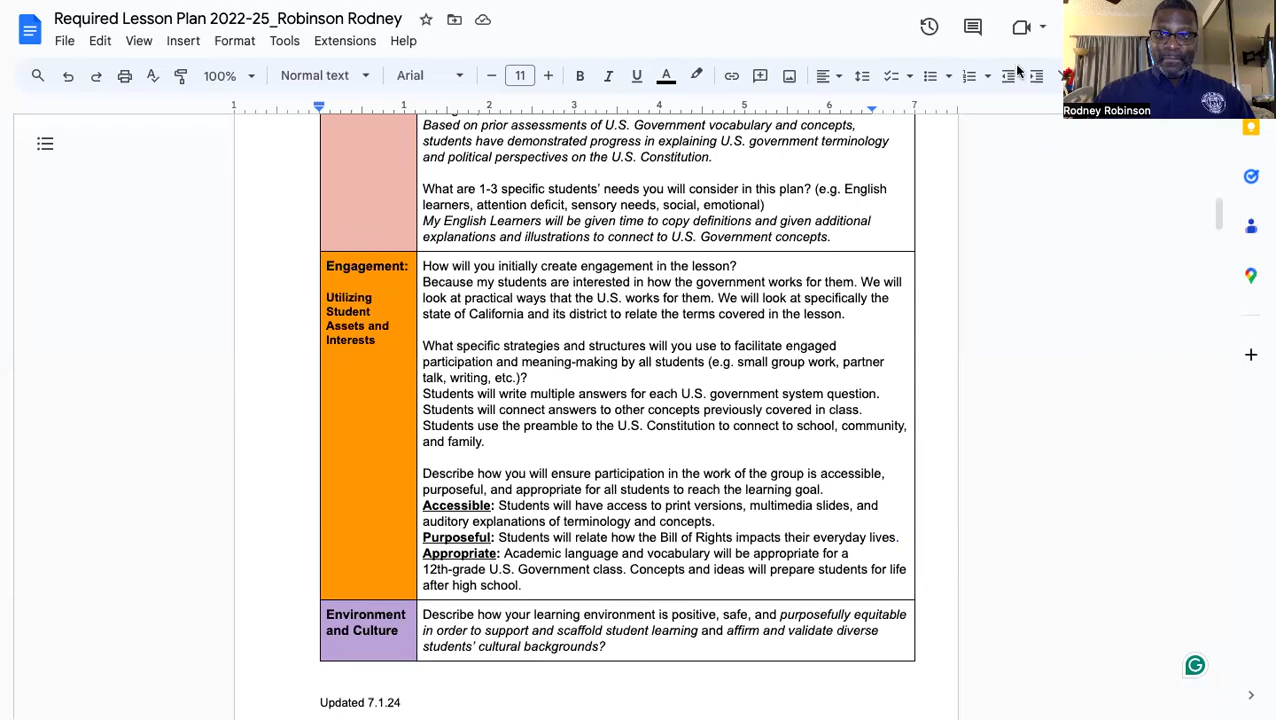 Required Lesson Plan 2022-25_Robinson Rodney
File Edit View Insert Format Tools Extensions Help
100% Normal text Arial 11 B I U A
Rodney Robinson
1 1 2 3 4 5 6 7
Based on prior assessments of U.S. Government vocabulary and concepts,
students have demonstrated progress in explaining U.S. government terminology
and political perspectives on the U.S. Constitution.
What are 1-3 specific students' needs you will consider in this plan? (e.g. English
learners, attention deficit, sensory needs, social, emotional)
My English Learners will be given time to copy definitions and given additional
explanations and illustrations to connect to U.S. Government concepts.
Engagement:
Utilizing
Student
Assets and
Interests
How will you initially create engagement in the lesson?
Because my students are interested in how the government works for them. We will
look at practical ways that the U.S. works for them. We will look at specifically the
state of California and its district to relate the terms covered in the lesson.
What specific strategies and structures will you use to facilitate engaged
participation and meaning-making by all students (e.g. small group work, partner
talk, writing, etc.)?
Students will write multiple answers for each U.S. government system question.
Students will connect answers to other concepts previously covered in class.
Students use the preamble to the U.S. Constitution to connect to school, community,
and family.
Describe how you will ensure participation in the work of the group is accessible,
purposeful, and appropriate for all students to reach the learning goal.
Accessible: Students will have access to print versions, multimedia slides, and
auditory explanations of terminology and concepts.
Purposeful: Students will relate how the Bill of Rights impacts their everyday lives.
Appropriate: Academic language and vocabulary will be appropriate for a
12th-grade U.S. Government class. Concepts and ideas will prepare students for life
after high school.
Environment
and Culture
Describe how your learning environment is positive, safe, and purposefully equitable
in order to support and scaffold student learning and affirm and validate diverse
students' cultural backgrounds?
Updated 7.1.24